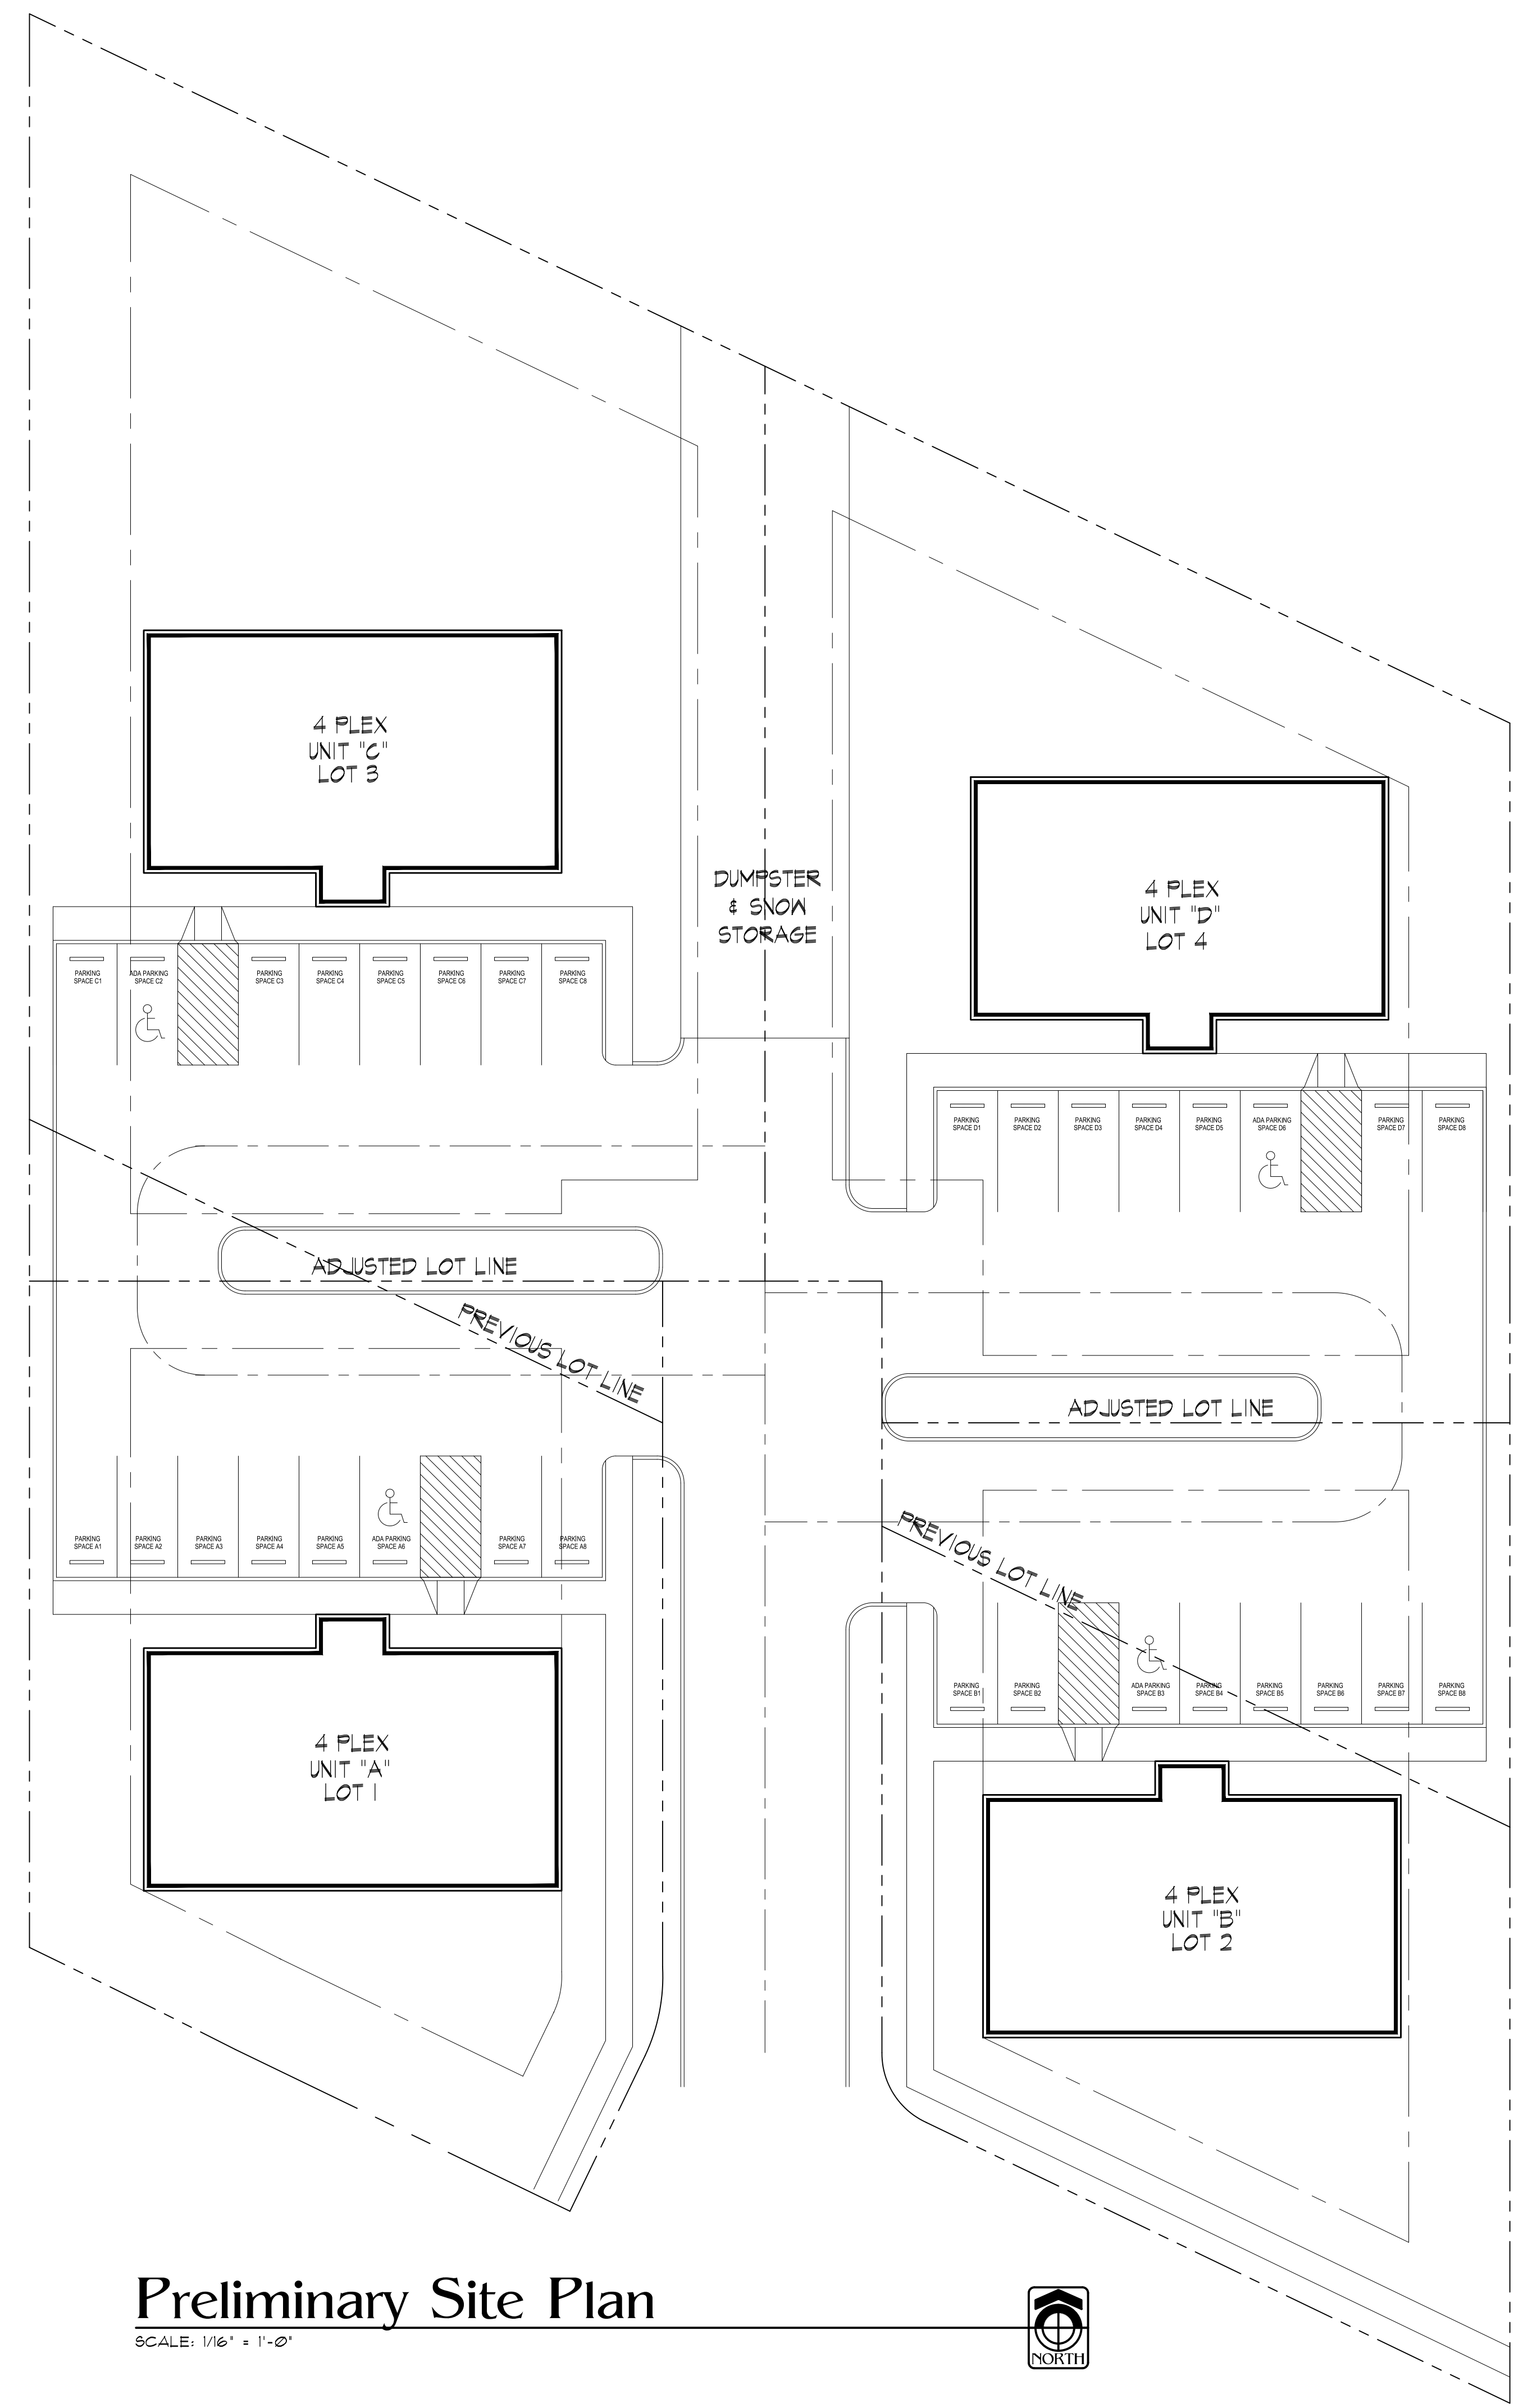 4 PLEX
UNIT "C"
LOT 3
DUMPSTER
& SNOW
STORAGE
4 PLEX
UNIT "D"
LOT 4
PARKING
SPACE C1
ADA PARKING
SPACE C2
PARKING
SPACE C3
PARKING
SPACE C4
PARKING
SPACE C5
PARKING
SPACE C6
PARKING
SPACE C7
PARKING
SPACE C8
PARKING
SPACE D1
PARKING
SPACE D2
PARKING
SPACE D3
PARKING
SPACE D4
PARKING
SPACE D5
ADA PARKING
SPACE D6
PARKING
SPACE D7
PARKING
SPACE D8
ADJUSTED LOT LINE
PREVIOUS LOT LINE
ADJUSTED LOT LINE
PREVIOUS LOT LINE
PARKING
SPACE A1
PARKING
SPACE A2
PARKING
SPACE A3
PARKING
SPACE A4
PARKING
SPACE A5
ADA PARKING
SPACE A6
PARKING
SPACE A7
PARKING
SPACE A8
PARKING
SPACE B1
PARKING
SPACE B2
ADA PARKING
SPACE B3
PARKING
SPACE B4
PARKING
SPACE B5
PARKING
SPACE B6
PARKING
SPACE B7
PARKING
SPACE B8
4 PLEX
UNIT "A"
LOT 1
4 PLEX
UNIT "B"
LOT 2
Preliminary Site Plan
SCALE: 1/16" = 1'-0"
NORTH